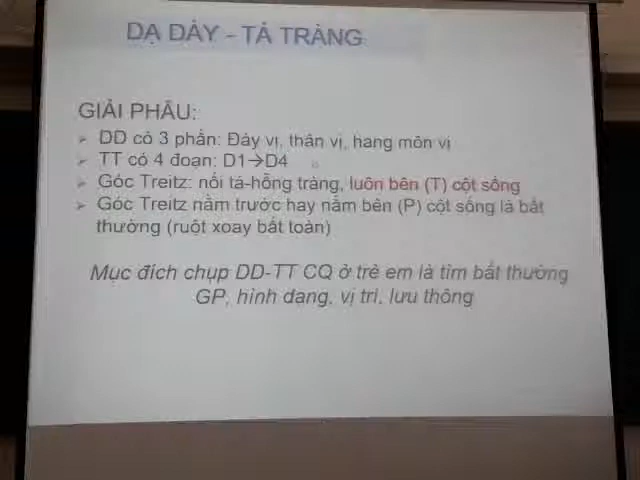 DẠ DÀY – TÁ TRÀNG
GIẢI PHẪU:
➢ DD có 3 phần: Đáy vị, thân vị, hang môn vị
➢ TT có 4 đoạn: D1→D4
➢ Góc Treitz: nối tá-hỗng tràng, luôn bên (T) cột sống
➢ Góc Treitz nằm trước hay nằm bên (P) cột sống là bất
thường (ruột xoay bất toàn)
Mục đích chụp DD-TT CQ ở trẻ em là tìm bất thường
GP, hình dạng, vị trí, lưu thông